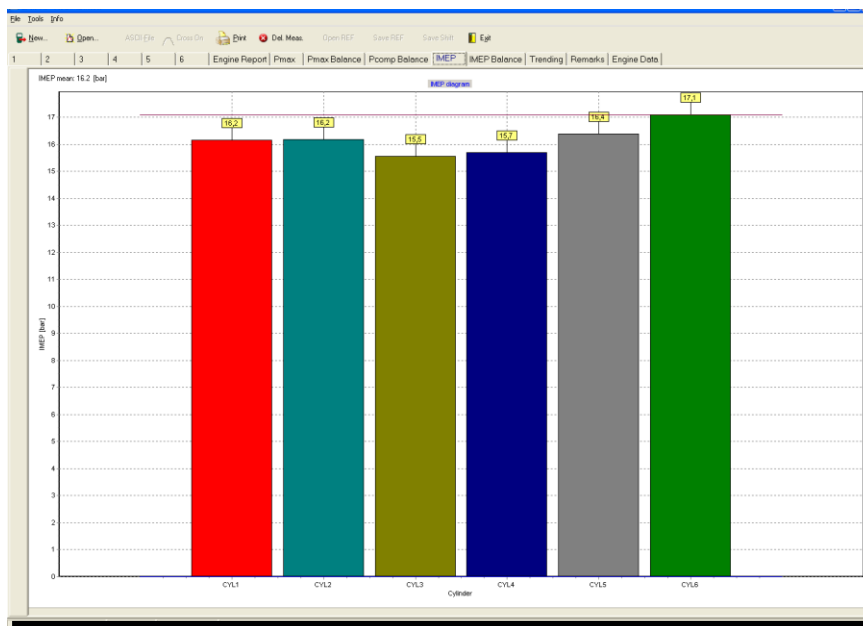 File Tools Info
New... Open... ASCII File Cross On Print Del. Meas. Open REF Save REF Save Shift Exit
1 2 3 4 5 6 Engine Report Pmax Pmax Balance Pcomp Balance IMEP IMEP Balance Trending Remarks Engine Data
IMEP mean: 16.2 [bar]
IMEP diagram
17,1
17
16,2 16,2 15,5 15,7 16,4
16
15
14
13
12
11
10
9
8
7
6
5
4
3
2
1
0
IMEP [bar]
CYL1 CYL2 CYL3 CYL4 CYL5 CYL6
Cylinder